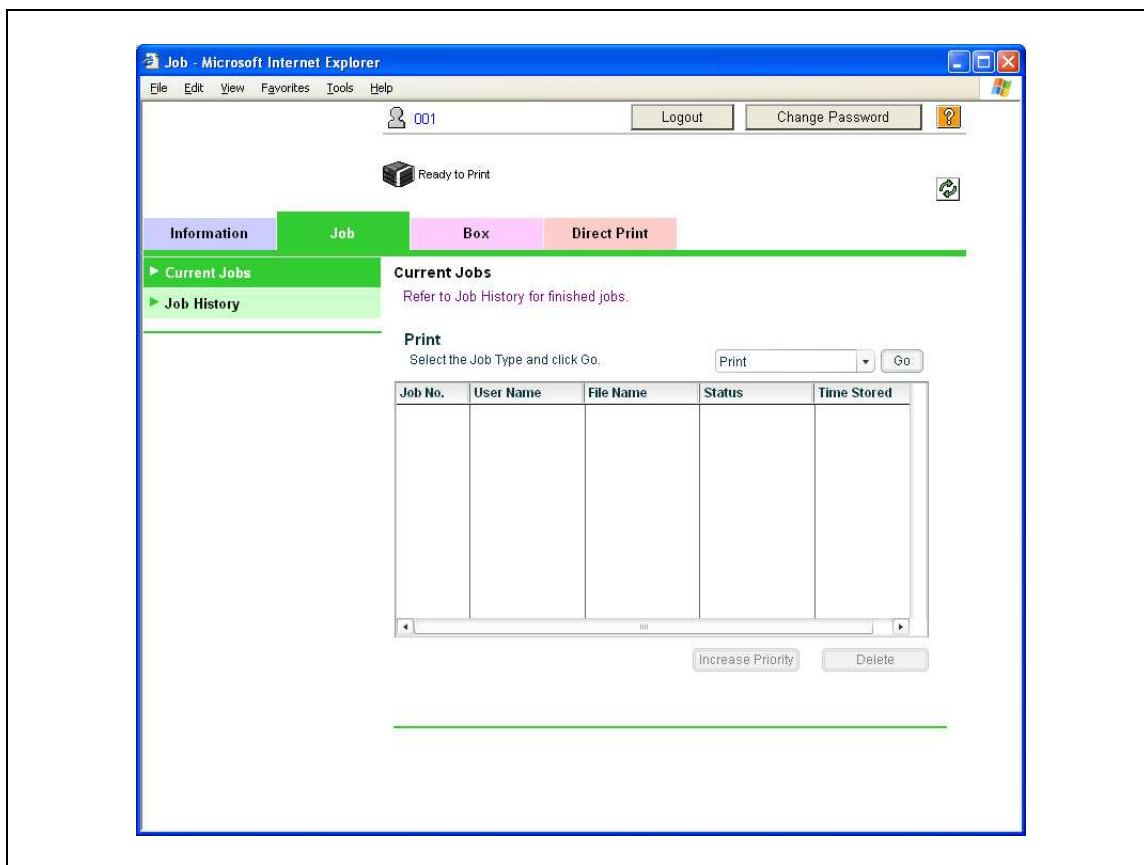 Job - Microsoft Internet Explorer
File Edit View Favorites Tools Help
001 Logout Change Password ?
Ready to Print
Information Job Box Direct Print
Current Jobs
Job History
Current Jobs
Refer to Job History for finished jobs.
Print
Select the Job Type and click Go. Print Go
Job No. User Name File Name Status Time Stored
Increase Priority Delete